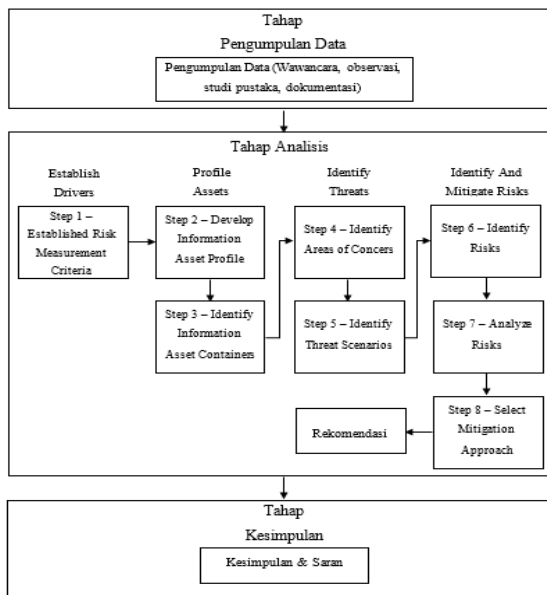 Tahap
Pengumpulan Data
Pengumpulan Data (Wawancara, observasi,
studi pustaka, dokumentasi)
Tahap Analisis
Establish
Drivers
Profile
Assets
Identify
Threats
Identify And
Mitigate Risks
Step 1 –
Established Risk
Measurement
Criteria
Step 2 – Develop
Information
Asset Profile
Step 3 – Identify
Information
Asset Containers
Step 4 – Identify
Areas of Concers
Step 5 – Identify
Threat Scenarios
Step 6 – Identify
Risks
Step 7 – Analyze
Risks
Step 8 – Select
Mitigation
Approach
Rekomendasi
Tahap
Kesimpulan
Kesimpulan & Saran